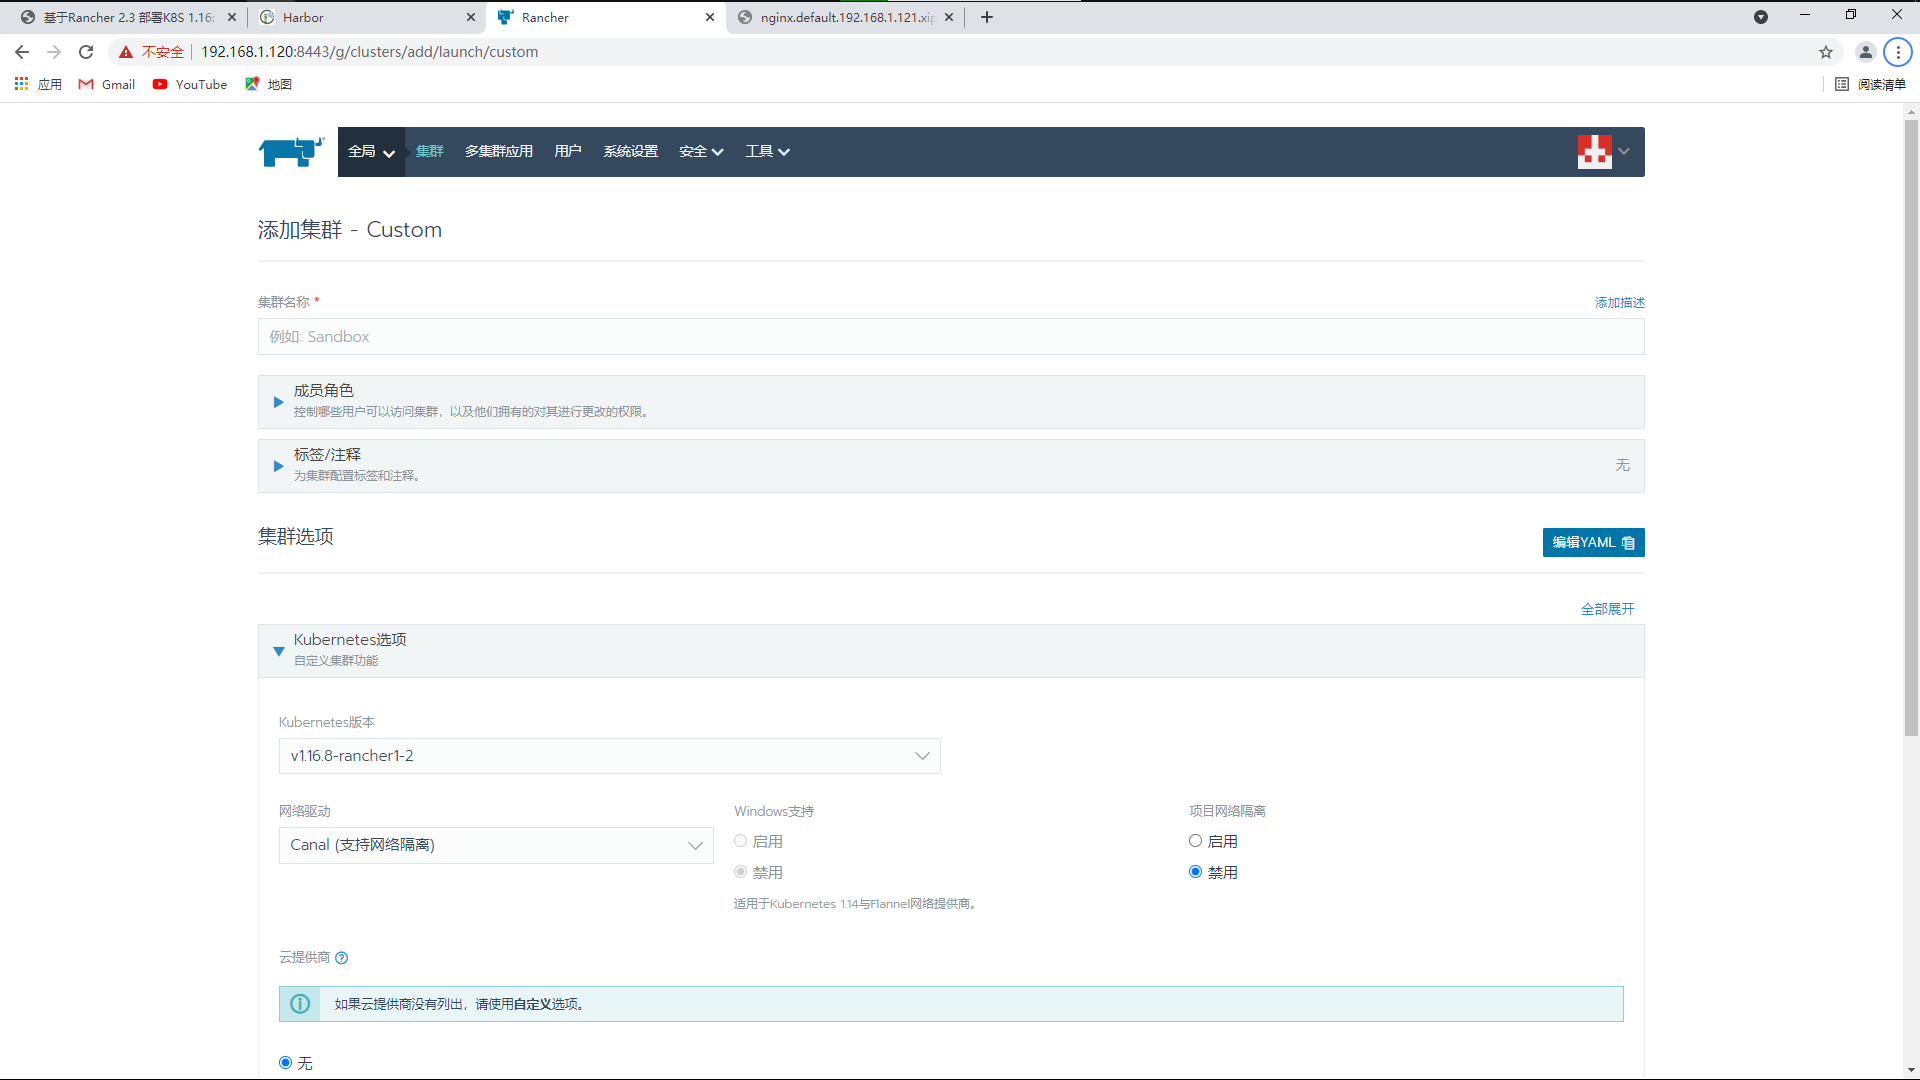 基于Rancher 2.3 部署K8S 1.16
Harbor
Rancher
nginx.default.192.168.1.121.xip
不安全
192.168.1.120:8443/g/clusters/add/launch/custom
应用
Gmail
YouTube
地图
阅读清单
全局
集群
多集群应用
用户
系统设置
安全
工具
添加集群 - Custom
集群名称 *
添加描述
例如: Sandbox
成员角色
控制哪些用户可以访问集群，以及他们拥有的对其进行更改的权限。
标签/注释
为集群配置标签和注释。
无
集群选项
编辑YAML
全部展开
Kubernetes选项
自定义集群功能
Kubernetes版本
v1.16.8-rancher1-2
网络驱动
Windows支持
项目网络隔离
Canal (支持网络隔离)
启用
启用
禁用
禁用
适用于Kubernetes 1.14与Flannel网络提供商。
云提供商
如果云提供商没有列出，请使用自定义选项。
无